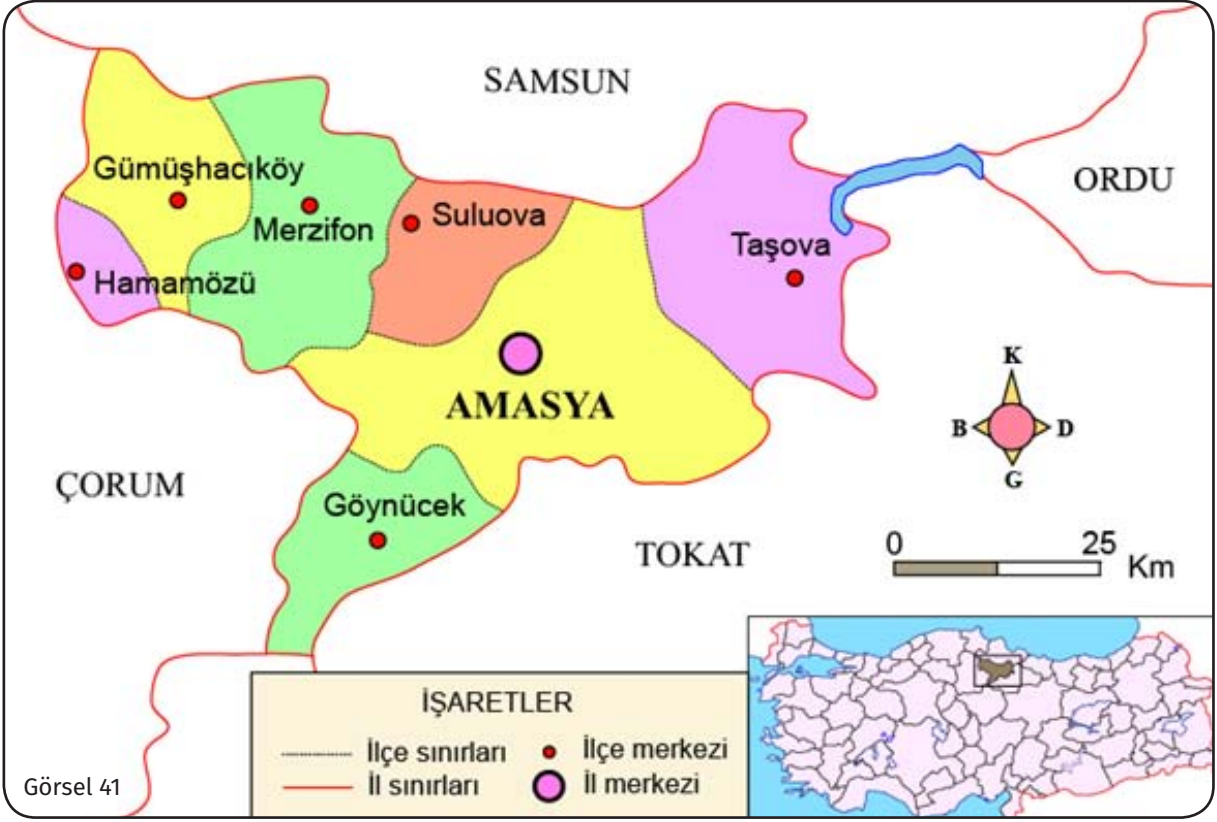 SAMSUN
ORDU
Gümüşhacıköy
Merzifon
Suluova
Taşova
Hamamözü
AMASYA
K
B D
G
ÇORUM
Göynücek
TOKAT
0 25
Km
İŞARETLER
İlçe sınırları
İlçe merkezi
İl sınırları
İl merkezi
Görsel 41